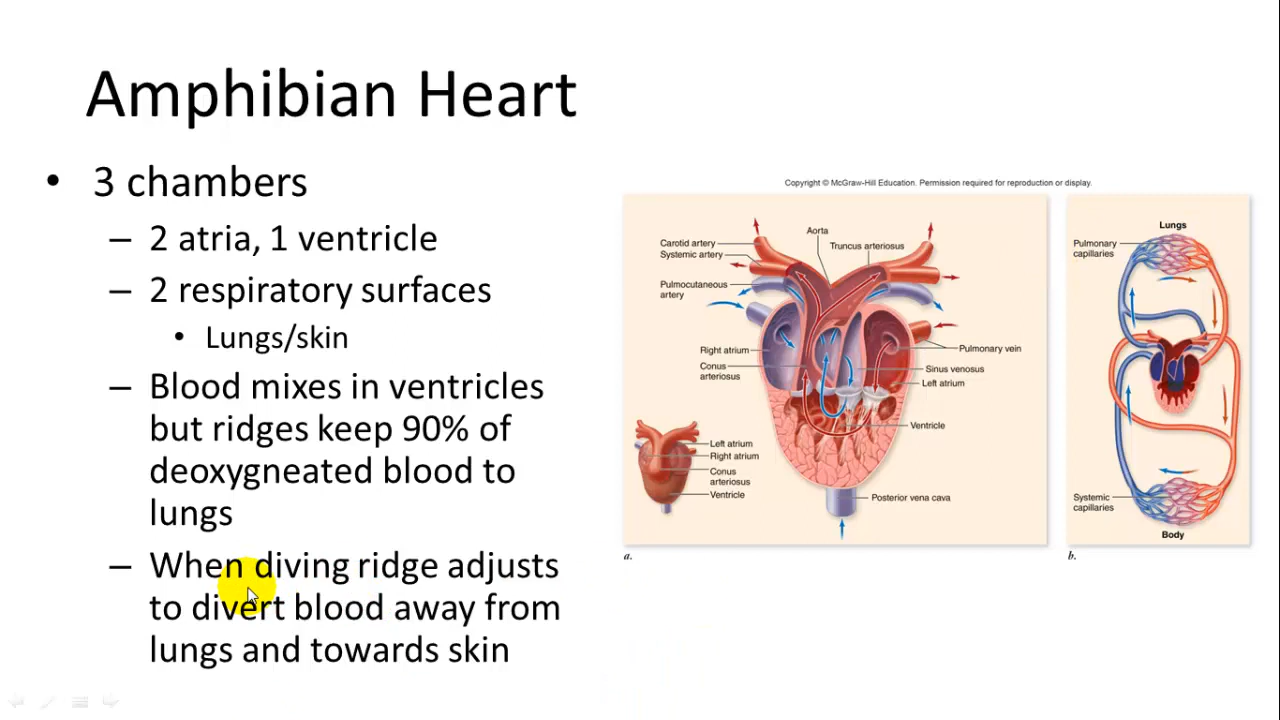 Amphibian Heart
• 3 chambers
– 2 atria, 1 ventricle
– 2 respiratory surfaces
• Lungs/skin
– Blood mixes in ventricles
but ridges keep 90% of
deoxygneated blood to
lungs
– When diving ridge adjusts
to divert blood away from
lungs and towards skin
Copyright © McGraw-Hill Education. Permission required for reproduction or display.
Aorta
Carotid artery
Truncus arteriosus
Systemic artery
Pulmocutaneous
artery
Right atrium
Pulmonary vein
Conus
arteriosus
Sinus venosus
Left atrium
Ventricle
Left atrium
Right atrium
Conus
arteriosus
Ventricle
Posterior vena cava
a.
Lungs
Pulmonary
capillaries
Systemic
capillaries
Body
b.